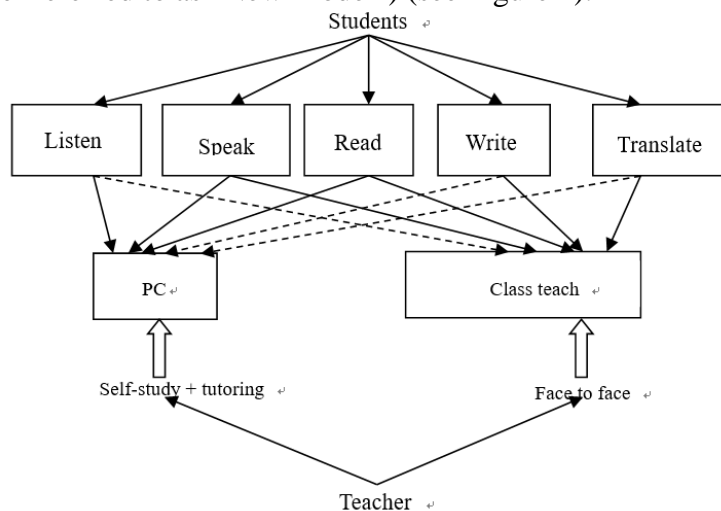 Students
Listen
Speak
Read
Write
Translate
PC
Class teach
Self-study + tutoring
Face to face
Teacher